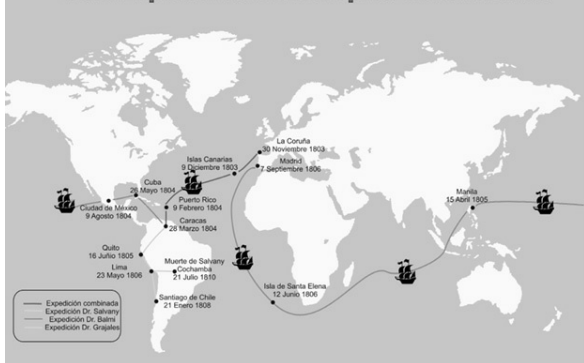 La Coruña
30 Noviembre 1803
Islas Canarias
9 Diciembre 1803
Madrid
7 Septiembre 1806
Cuba
26 Mayo 1804
Puerto Rico
9 Febrero 1804
Ciudad de México
9 Agosto 1804
Caracas
28 Marzo 1804
Manila
15 Abril 1805
Quito
16 Juñio 1805
Muerte de Salvany
Cochamba
21 Julio 1810
Lima
23 Mayo 1806
Isla de Santa Elena
12 Junio 1806
Santiago de Chile
21 Enero 1808
Expedición combinada
Expedición Dr. Salvany
Expedición Dr. Balmi
Expedición Dr. Grajales